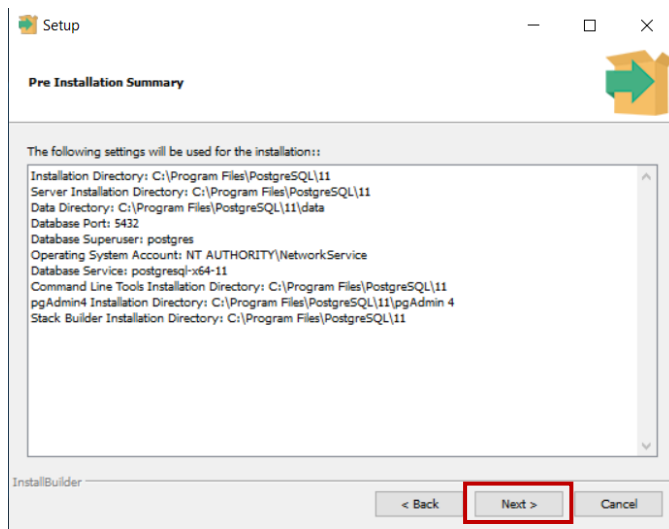 Setup
Pre Installation Summary
The following settings will be used for the installation::
Installation Directory: C:\Program Files\PostgreSQL\11
Server Installation Directory: C:\Program Files\PostgreSQL\11
Data Directory: C:\Program Files\PostgreSQL\11\data
Database Port: 5432
Database Superuser: postgres
Operating System Account: NT AUTHORITY\NetworkService
Database Service: postgresql-x64-11
Command Line Tools Installation Directory: C:\Program Files\PostgreSQL\11
pgAdmin4 Installation Directory: C:\Program Files\PostgreSQL\11\pgAdmin 4
Stack Builder Installation Directory: C:\Program Files\PostgreSQL\11
InstallBuilder
< Back Next > Cancel